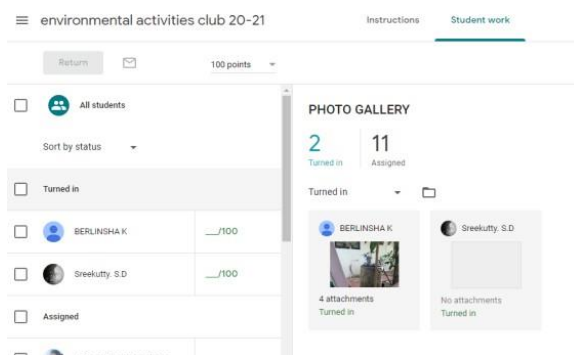 environmental activities club 20-21
Instructions
Student work
Return
100 points
All students
Sort by status
Turned in
BERLINSHA K
__/100
Sreekutty. S.D
__/100
Assigned
PHOTO GALLERY
2
Turned in
11
Assigned
Turned in
BERLINSHA K
4 attachments
Turned in
Sreekutty. S.D
No attachments
Turned in